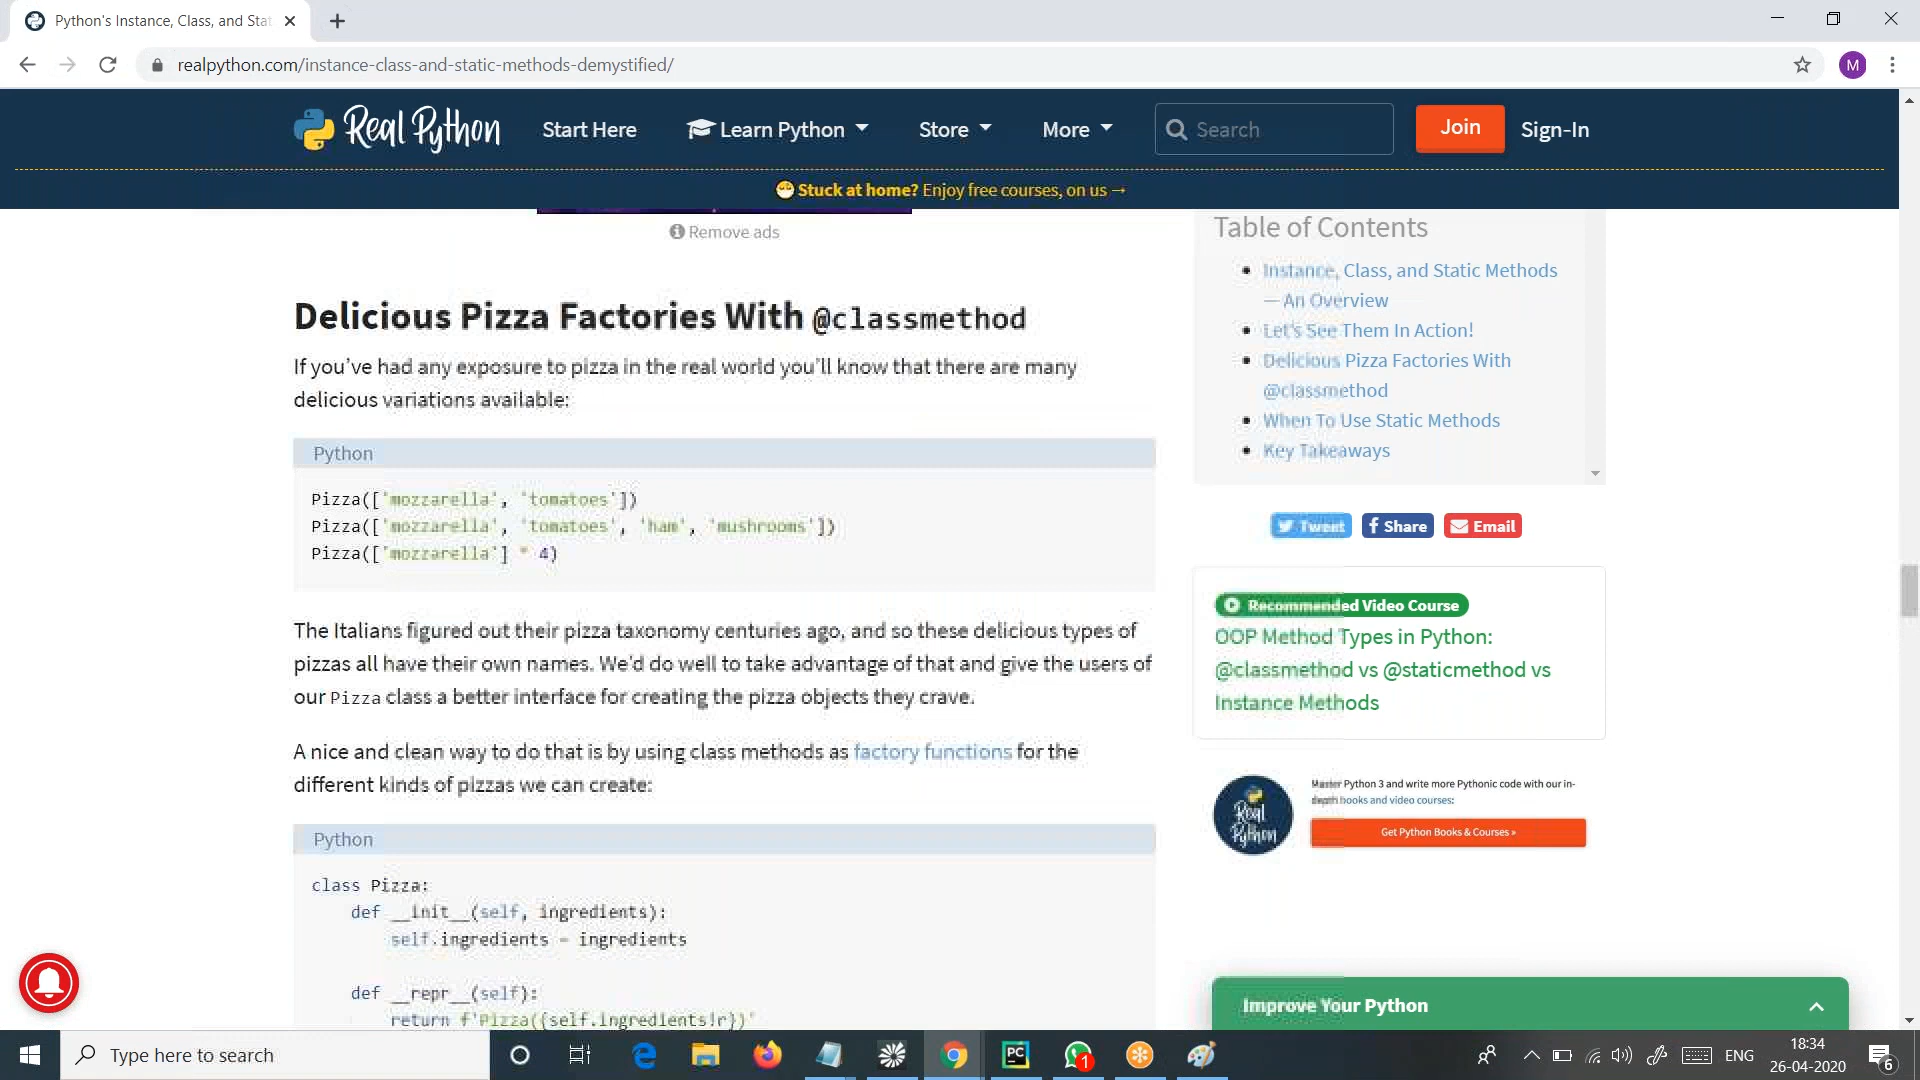 Python's Instance, Class, and Stat
realpython.com/instance-class-and-static-methods-demystified/
M
Real Python
Start Here
Learn Python
Store
More
Search
Join
Sign-In
Stuck at home? Enjoy free courses, on us →
Remove ads
Delicious Pizza Factories With @classmethod
If you’ve had any exposure to pizza in the real world you’ll know that there are many
delicious variations available:
Python
Pizza(['mozzarella', 'tomatoes'])
Pizza(['mozzarella', 'tomatoes', 'ham', 'mushrooms'])
Pizza(['mozzarella'] * 4)
The Italians figured out their pizza taxonomy centuries ago, and so these delicious types of
pizzas all have their own names. We’d do well to take advantage of that and give the users of
our Pizza class a better interface for creating the pizza objects they crave.
A nice and clean way to do that is by using class methods as factory functions for the
different kinds of pizzas we can create:
Python
class Pizza:
    def __init__(self, ingredients):
        self.ingredients = ingredients
    def __repr__(self):
        return f'Pizza({self.ingredients!r})'
Table of Contents
Instance, Class, and Static Methods
— An Overview
Let’s See Them In Action!
Delicious Pizza Factories With
@classmethod
When To Use Static Methods
Key Takeaways
Tweet
Share
Email
Recommended Video Course
OOP Method Types in Python:
@classmethod vs @staticmethod vs
Instance Methods
Real Python
Master Python 3 and write more Pythonic code with our in-
depth books and video courses:
Get Python Books & Courses »
Improve Your Python
Type here to search
PC
1
ENG
18:34
26-04-2020
6